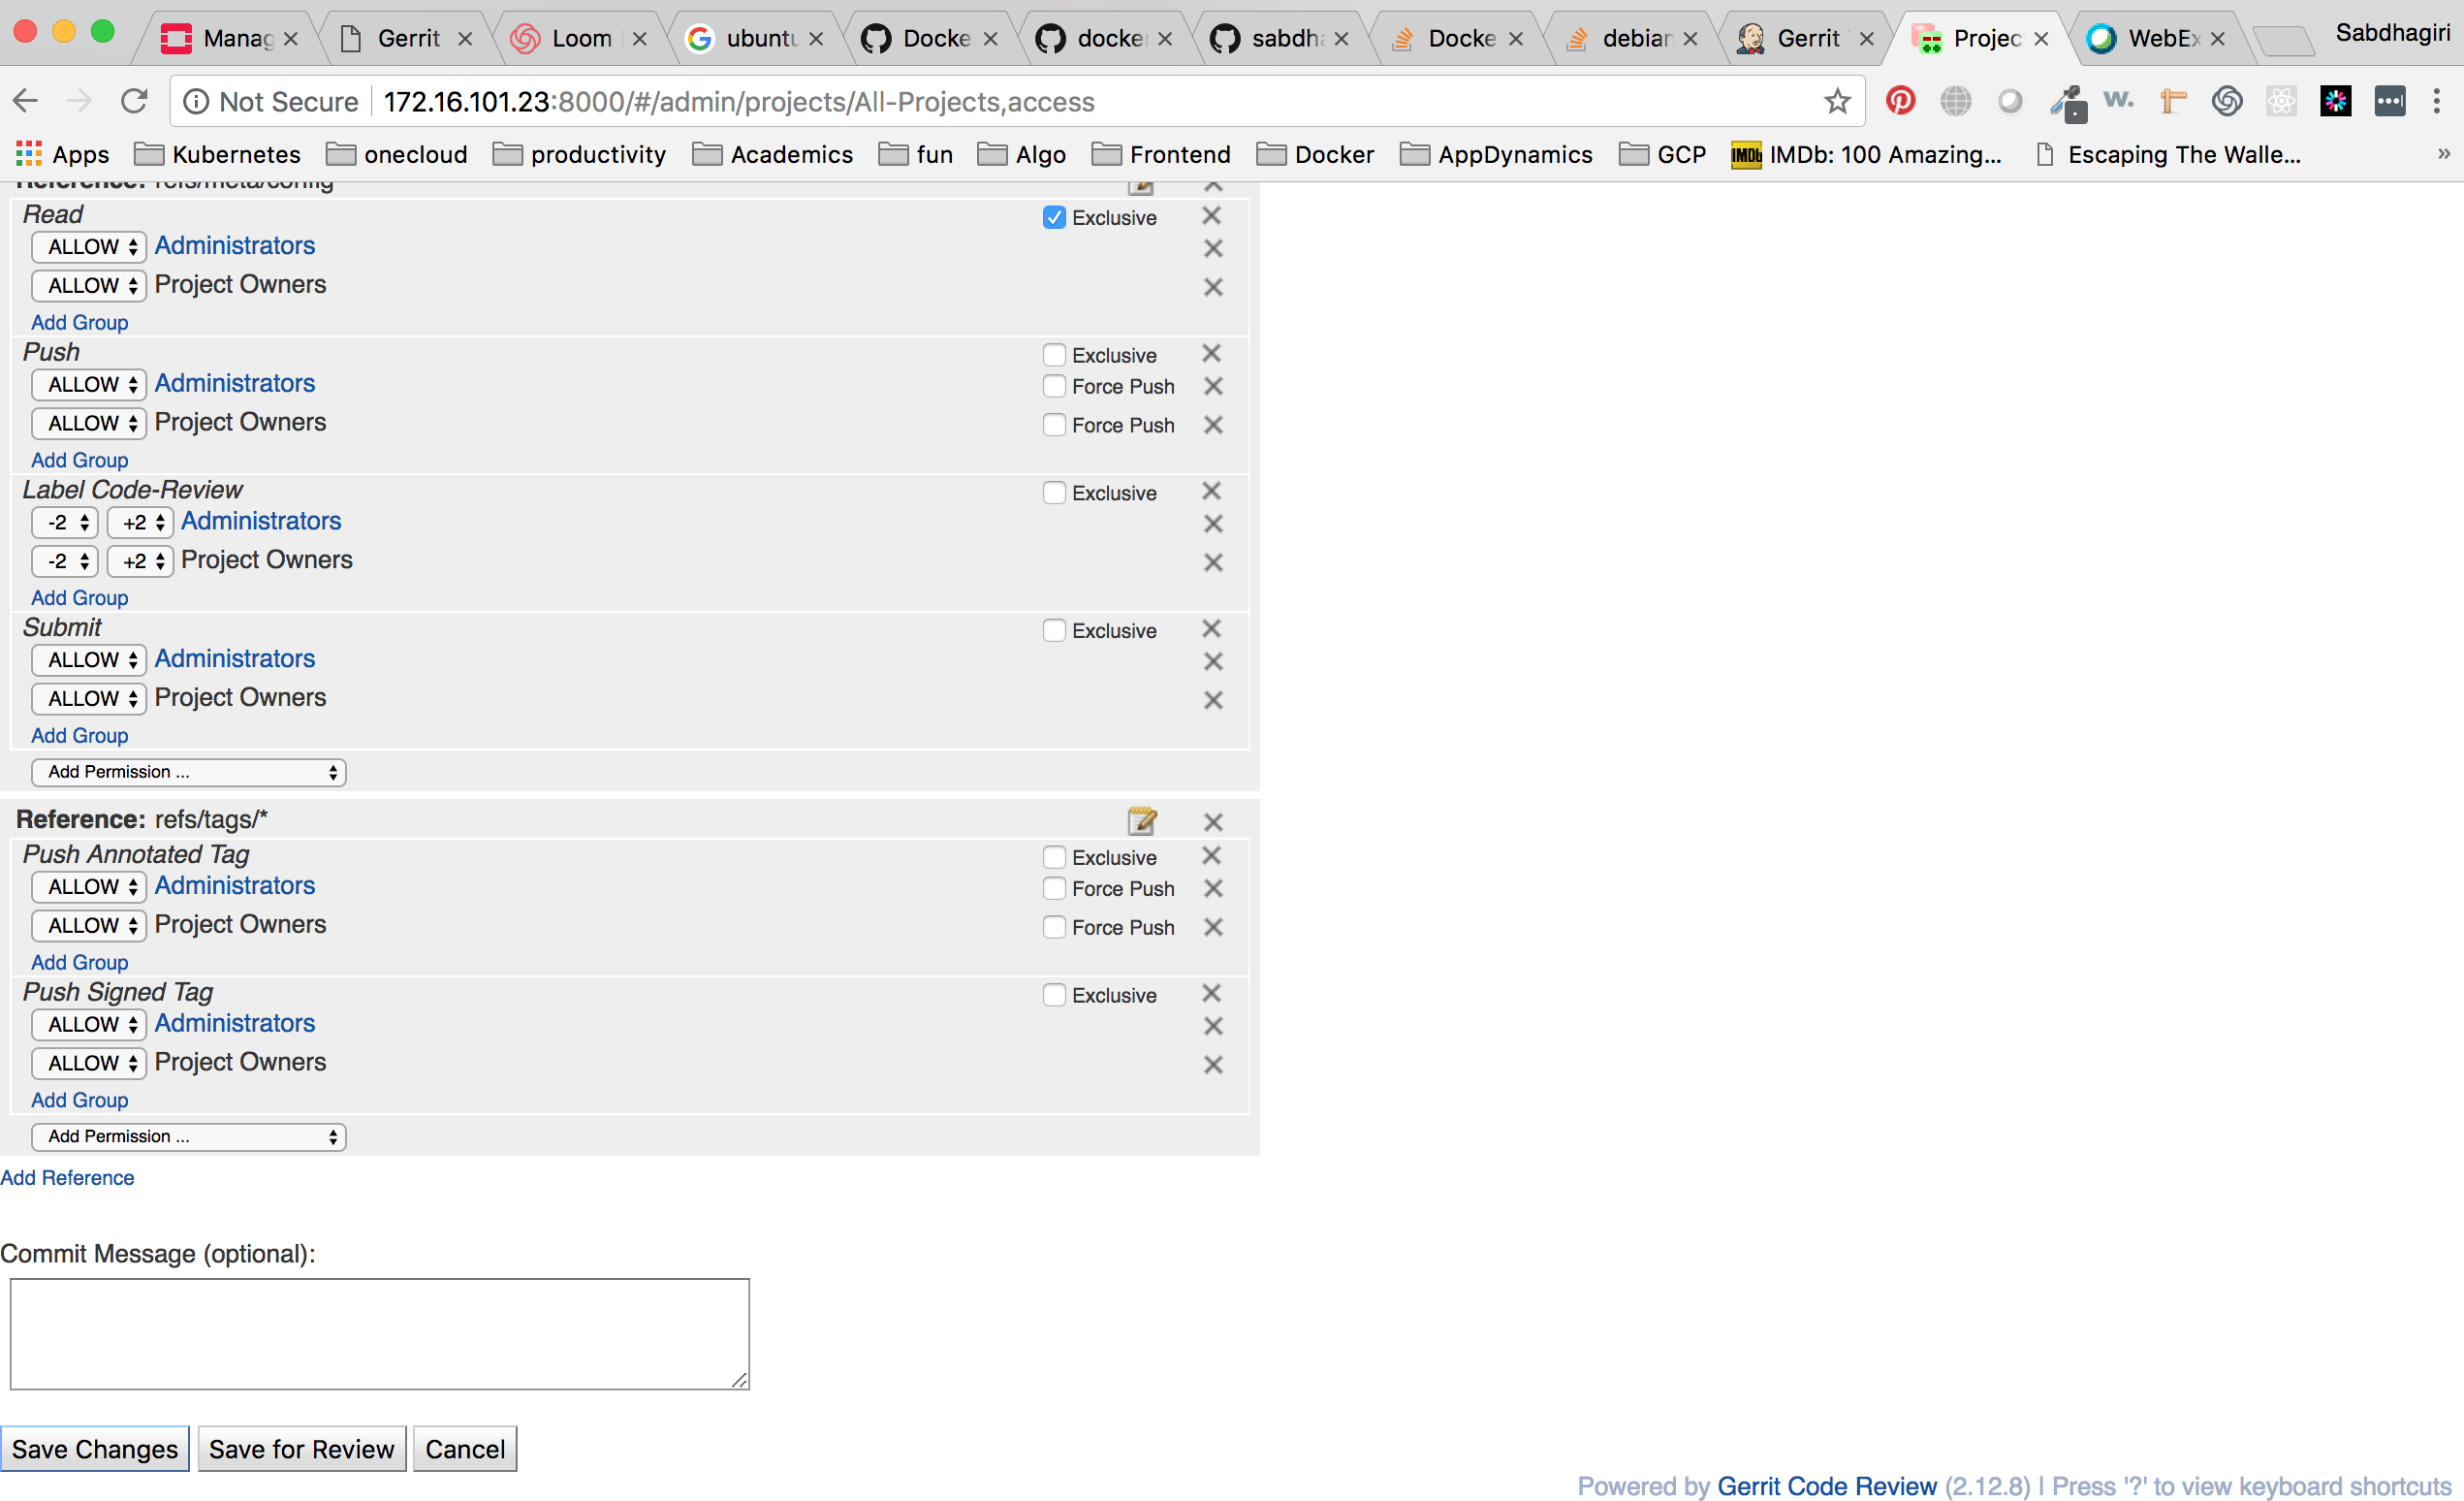 Manag Gerrit Loom ubuntu Docke docker sabdha Docke debian Gerrit Projec WebEx Sabdhagiri
Not Secure 172.16.101.23:8000/#/admin/projects/All-Projects,access
Apps Kubernetes onecloud productivity Academics fun Algo Frontend Docker AppDynamics GCP IMDb IMDb: 100 Amazing... Escaping The Walle... »
Reference: refs/meta/config
Read Exclusive
ALLOW Administrators
ALLOW Project Owners
Add Group
Push Exclusive
ALLOW Administrators Force Push
ALLOW Project Owners Force Push
Add Group
Label Code-Review Exclusive
-2 +2 Administrators
-2 +2 Project Owners
Add Group
Submit Exclusive
ALLOW Administrators
ALLOW Project Owners
Add Group
Add Permission ...
Reference: refs/tags/*
Push Annotated Tag Exclusive
ALLOW Administrators Force Push
ALLOW Project Owners Force Push
Add Group
Push Signed Tag Exclusive
ALLOW Administrators
ALLOW Project Owners
Add Group
Add Permission ...
Add Reference
Commit Message (optional):
Save Changes Save for Review Cancel
Powered by Gerrit Code Review (2.12.8) | Press '?' to view keyboard shortcuts